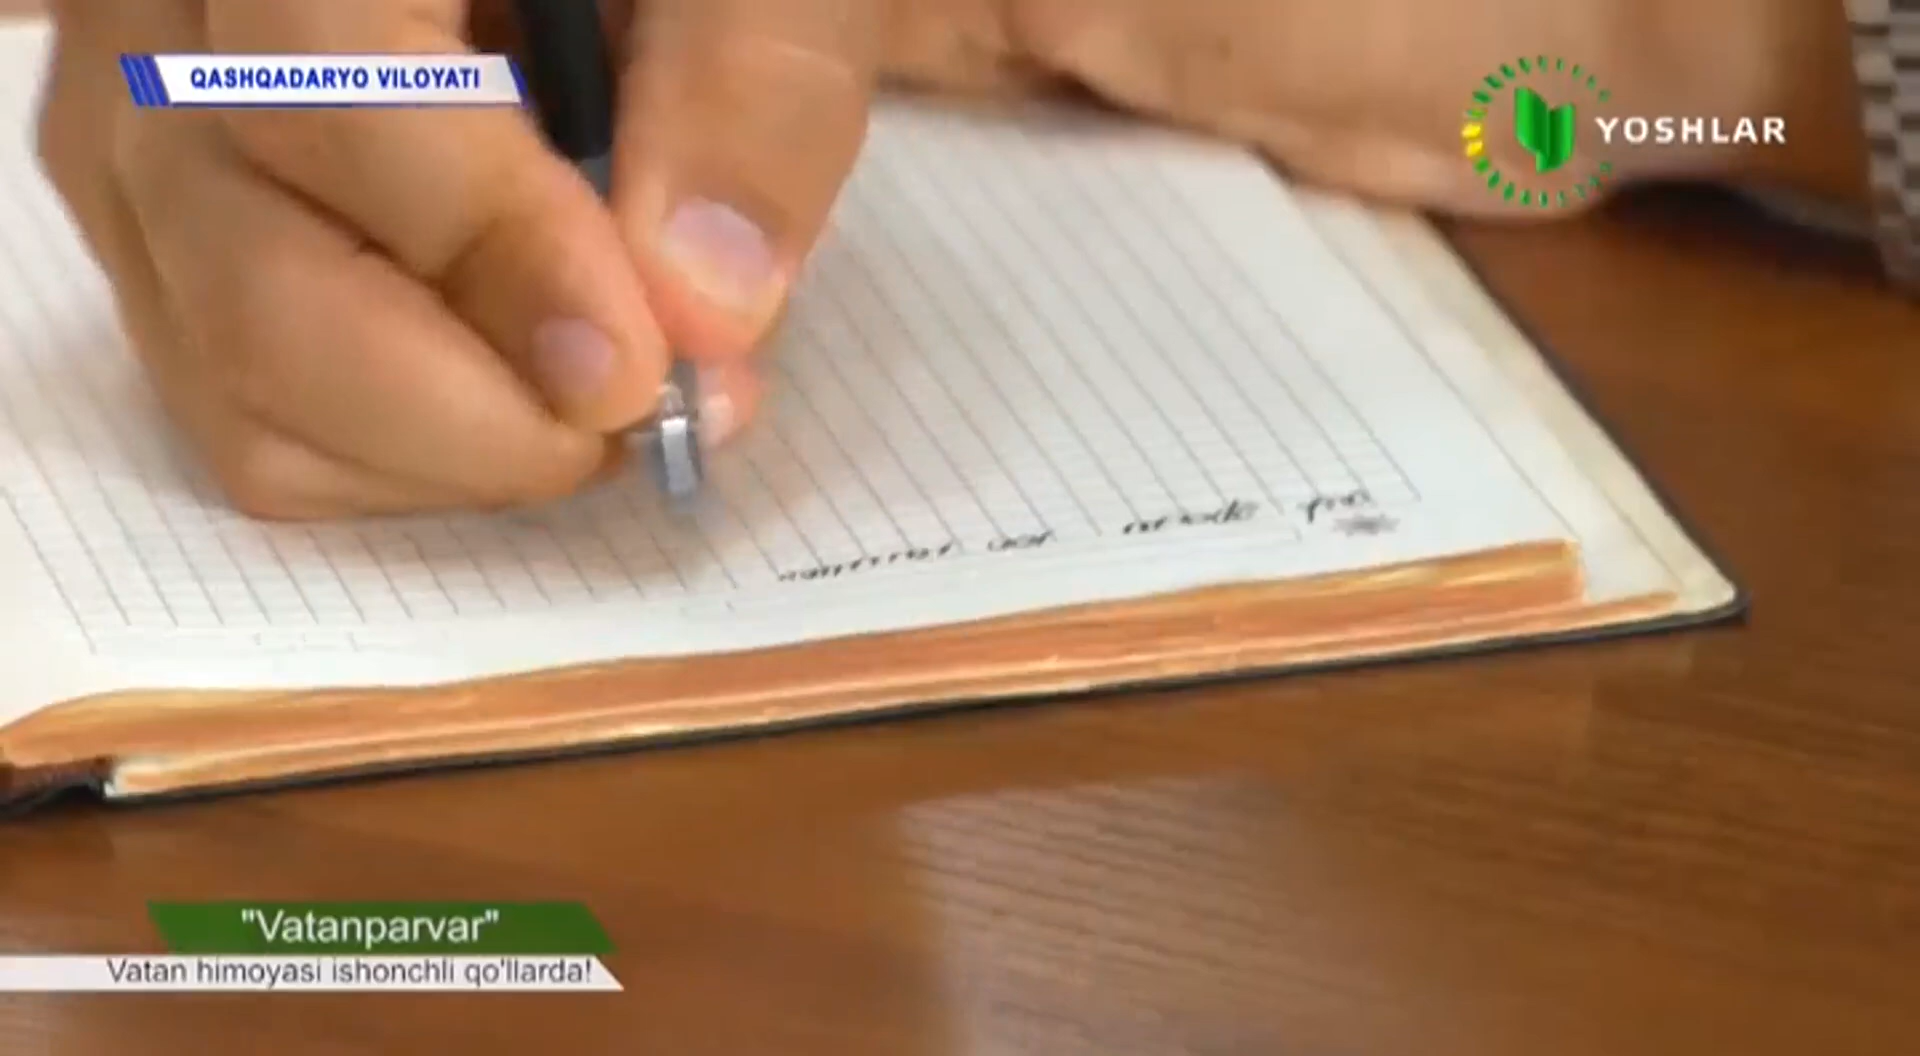 QASHQADARYO VILOYATI
YOSHLAR
"Vatanparvar"
Vatan himoyasi ishonchli qo'llarda!